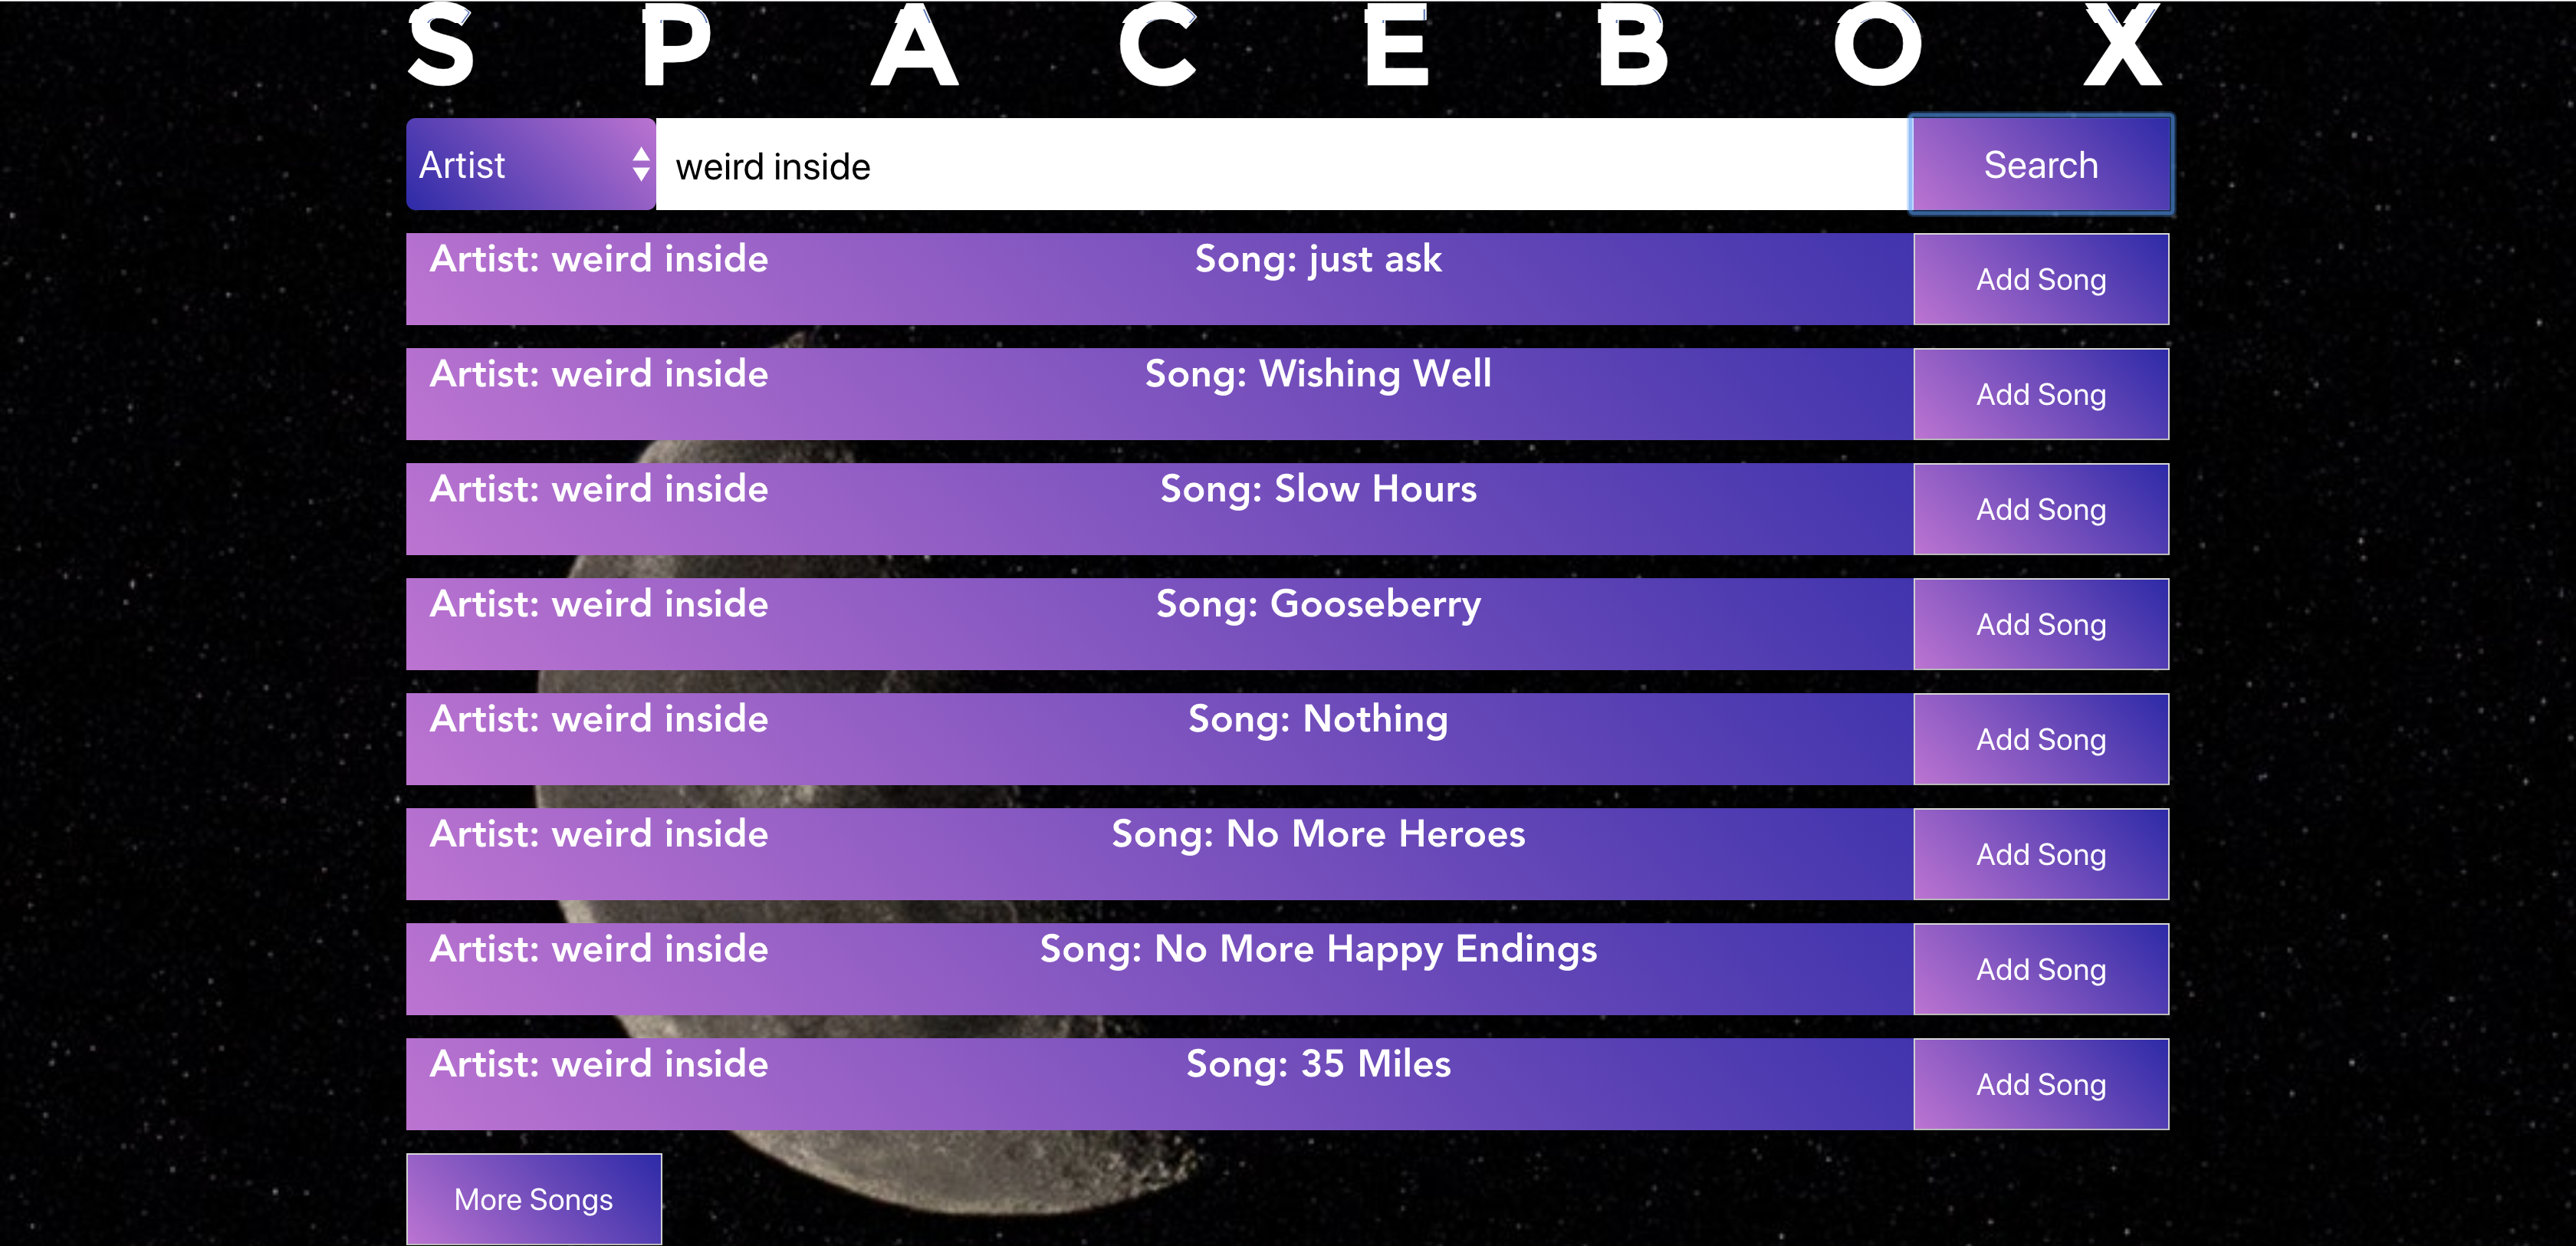 S P A C E B O X
Artist weird inside Search
Artist: weird inside Song: just ask Add Song
Artist: weird inside Song: Wishing Well Add Song
Artist: weird inside Song: Slow Hours Add Song
Artist: weird inside Song: Gooseberry Add Song
Artist: weird inside Song: Nothing Add Song
Artist: weird inside Song: No More Heroes Add Song
Artist: weird inside Song: No More Happy Endings Add Song
Artist: weird inside Song: 35 Miles Add Song
More Songs